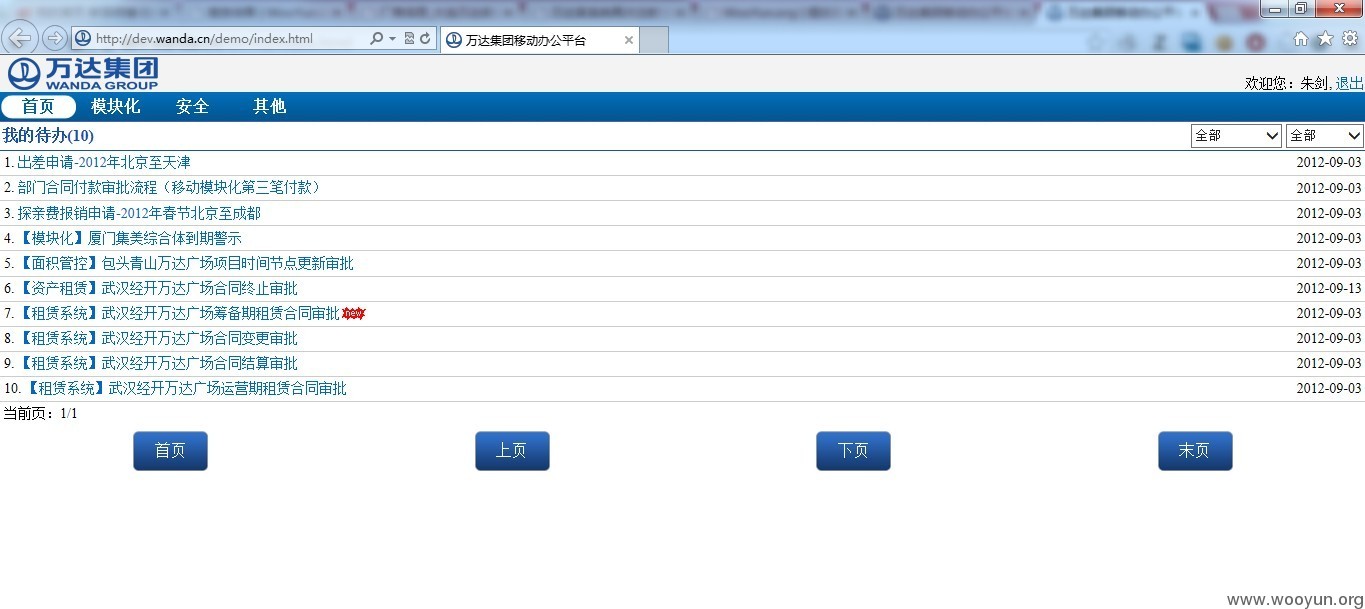 http://dev.wanda.cn/demo/index.html
万达集团移动办公平台
万达集团
WANDA GROUP
欢迎您：朱剑, 退出
首页 模块化 安全 其他
我的待办(10) 全部 全部
1. 出差申请-2012年北京至天津 2012-09-03
2. 部门合同付款审批流程（移动模块化第三笔付款） 2012-09-03
3. 探亲费报销申请-2012年春节北京至成都 2012-09-03
4. 【模块化】厦门集美综合体到期警示 2012-09-03
5. 【面积管控】包头青山万达广场项目时间节点更新审批 2012-09-03
6. 【资产租赁】武汉经开万达广场合同终止审批 2012-09-13
7. 【租赁系统】武汉经开万达广场筹备期租赁合同审批 new 2012-09-03
8. 【租赁系统】武汉经开万达广场合同变更审批 2012-09-03
9. 【租赁系统】武汉经开万达广场合同结算审批 2012-09-03
10. 【租赁系统】武汉经开万达广场运营期租赁合同审批 2012-09-03
当前页：1/1
首页 上页 下页 末页
www.wooyun.org